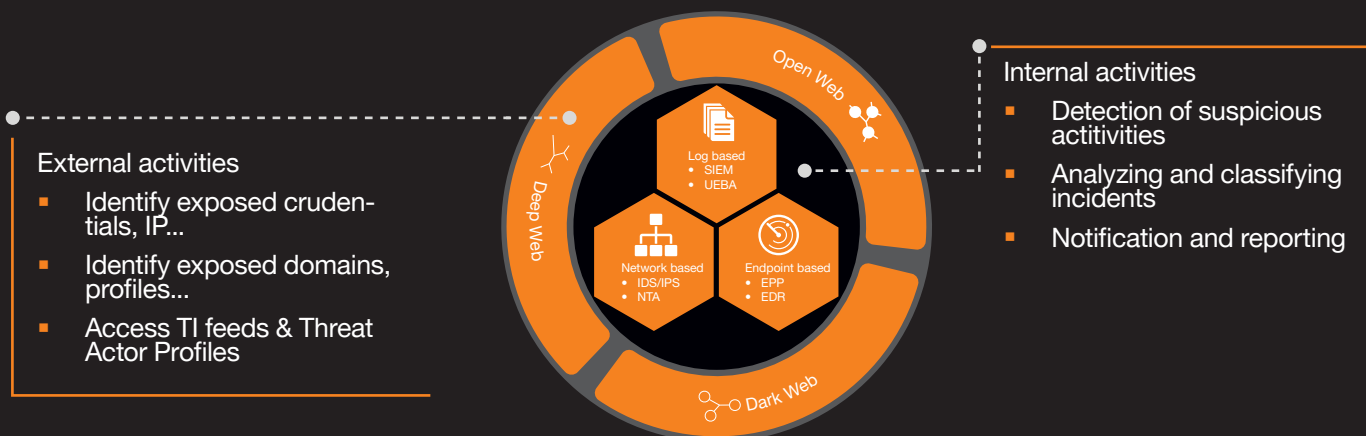 External activities
▪ Identify exposed cruden-
tials, IP...
▪ Identify exposed domains,
profiles...
▪ Access TI feeds & Threat
Actor Profiles
Open Web
Deep Web
Dark Web
Log based
• SIEM
• UEBA
Network based
• IDS/IPS
• NTA
Endpoint based
• EPP
• EDR
Internal activities
▪ Detection of suspicious
actitivities
▪ Analyzing and classifying
incidents
▪ Notification and reporting